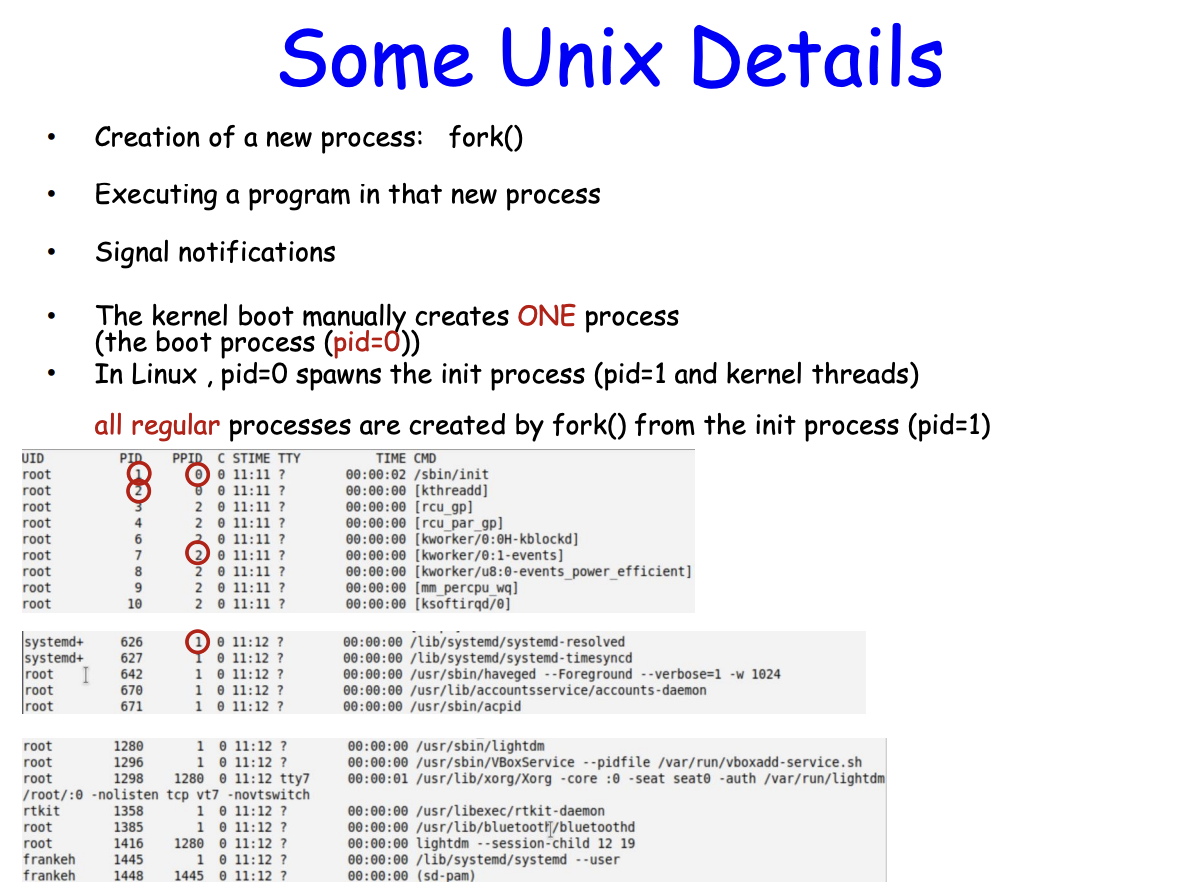 Some Unix Details
• Creation of a new process: fork()
• Executing a program in that new process
• Signal notifications
• The kernel boot manually creates ONE process
(the boot process (pid=0))
• In Linux , pid=0 spawns the init process (pid=1 and kernel threads)
all regular processes are created by fork() from the init process (pid=1)
UID PID PPID C STIME TTY TIME CMD
root 1 0 0 11:11 ? 00:00:02 /sbin/init
root 2 0 0 11:11 ? 00:00:00 [kthreadd]
root 3 2 0 11:11 ? 00:00:00 [rcu_gp]
root 4 2 0 11:11 ? 00:00:00 [rcu_par_gp]
root 6 2 0 11:11 ? 00:00:00 [kworker/0:0H-kblockd]
root 7 2 0 11:11 ? 00:00:00 [kworker/0:1-events]
root 8 2 0 11:11 ? 00:00:00 [kworker/u8:0-events_power_efficient]
root 9 2 0 11:11 ? 00:00:00 [mm_percpu_wq]
root 10 2 0 11:11 ? 00:00:00 [ksoftirqd/0]
systemd+ 626 1 0 11:12 ? 00:00:00 /lib/systemd/systemd-resolved
systemd+ 627 1 0 11:12 ? 00:00:00 /lib/systemd/systemd-timesyncd
root 642 1 0 11:12 ? 00:00:00 /usr/sbin/haveged --Foreground --verbose=1 -w 1024
root 670 1 0 11:12 ? 00:00:00 /usr/lib/accountsservice/accounts-daemon
root 671 1 0 11:12 ? 00:00:00 /usr/sbin/acpid
root 1280 1 0 11:12 ? 00:00:00 /usr/sbin/lightdm
root 1296 1 0 11:12 ? 00:00:00 /usr/sbin/VBoxService --pidfile /var/run/vboxadd-service.sh
root 1298 1280 0 11:12 tty7 00:00:01 /usr/lib/xorg/Xorg -core :0 -seat seat0 -auth /var/run/lightdm
/root/:0 -nolisten tcp vt7 -novtswitch
rtkit 1358 1 0 11:12 ? 00:00:00 /usr/libexec/rtkit-daemon
root 1385 1 0 11:12 ? 00:00:00 /usr/lib/bluetooth/bluetoothd
root 1416 1280 0 11:12 ? 00:00:00 lightdm --session-child 12 19
frankeh 1445 1 0 11:12 ? 00:00:00 /lib/systemd/systemd --user
frankeh 1448 1445 0 11:12 ? 00:00:00 (sd-pam)